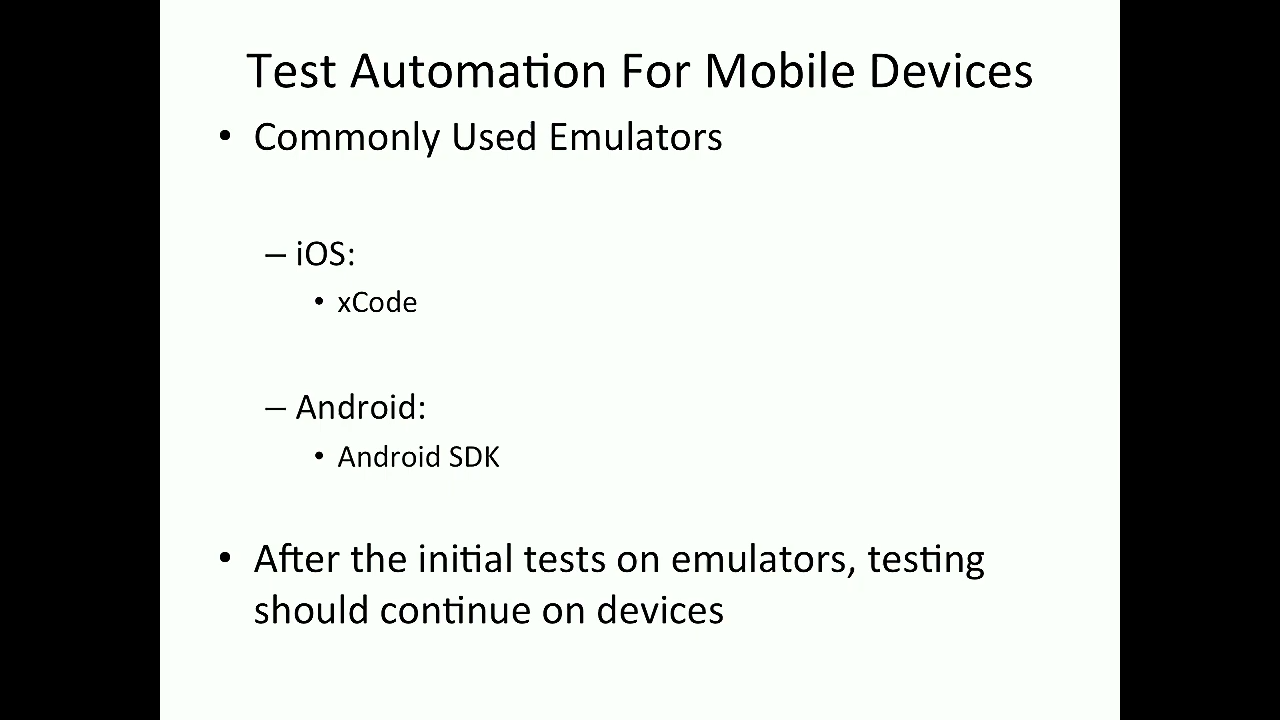 Test Automation For Mobile Devices
• Commonly Used Emulators
– iOS:
• xCode
– Android:
• Android SDK
• After the initial tests on emulators, testing
should continue on devices